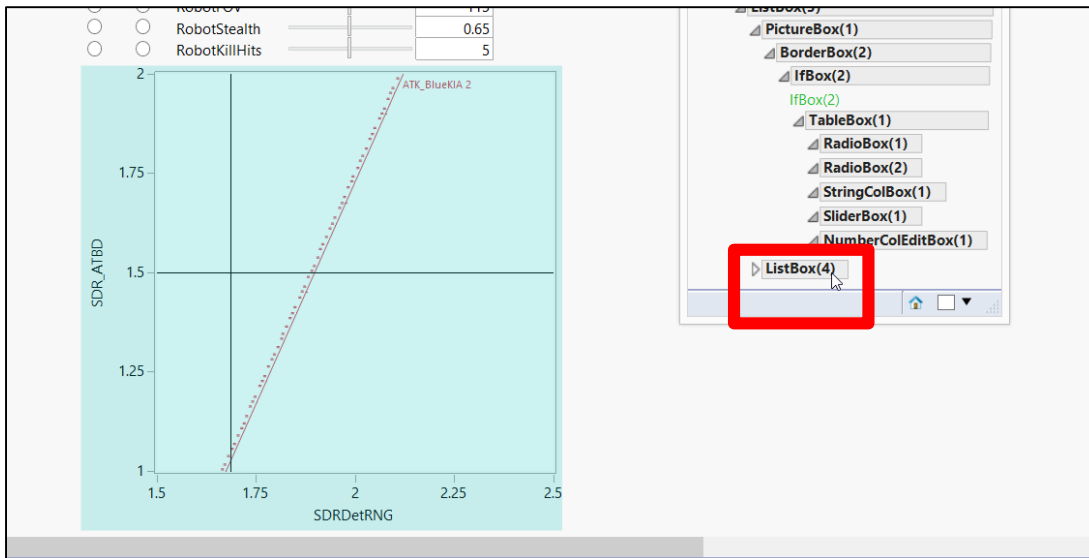 RobotStealth 0.65
RobotKillHits 5
ATK_BlueKIA 2
2
1.75
1.5
1.25
1
SDR_ATBD
1.5 1.75 2 2.25 2.5
SDRDetRNG
PictureBox(1)
BorderBox(2)
IfBox(2)
IfBox(2)
TableBox(1)
RadioBox(1)
RadioBox(2)
StringColBox(1)
SliderBox(1)
NumberColEditBox(1)
ListBox(4)